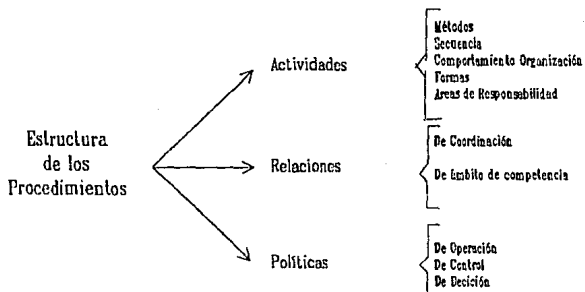 Estructura
de los
Procedimientos
Actividades
Métodos
Secuencia
Comportamiento Organización
Formas
Areas de Responsabilidad
Relaciones
De Coordinación
De ámbito de competencia
Políticas
De Operación
De Control
De Decición